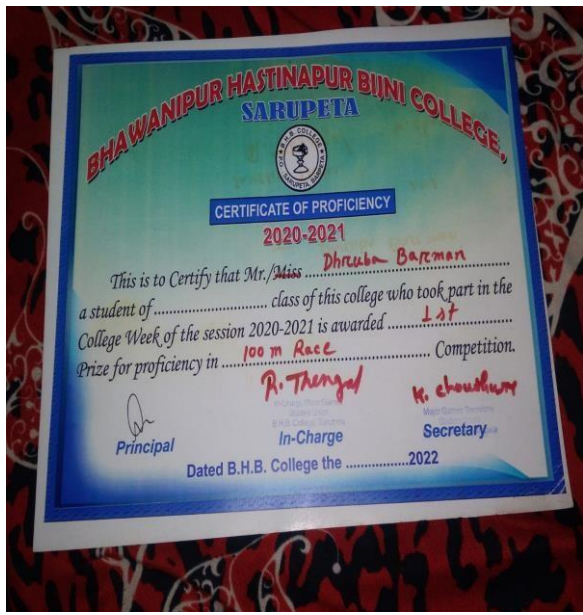 BHAWANIPUR HASTINAPUR BIJNI COLLEGE,
SARUPETA
B.H.B. COLLEGE
SARUPETA BARPETA
CERTIFICATE OF PROFICIENCY
2020-2021
This is to Certify that Mr./Miss ..... Dhruba Barman .....
a student of .............................. class of this college who took part in the
College Week of the session 2020-2021 is awarded ..... 1st .....
Prize for proficiency in ..... 100 m Race ..... Competition.
R. Thengal K. Choudhury
Principal In-Charge Secretary
Dated B.H.B. College the ..................2022